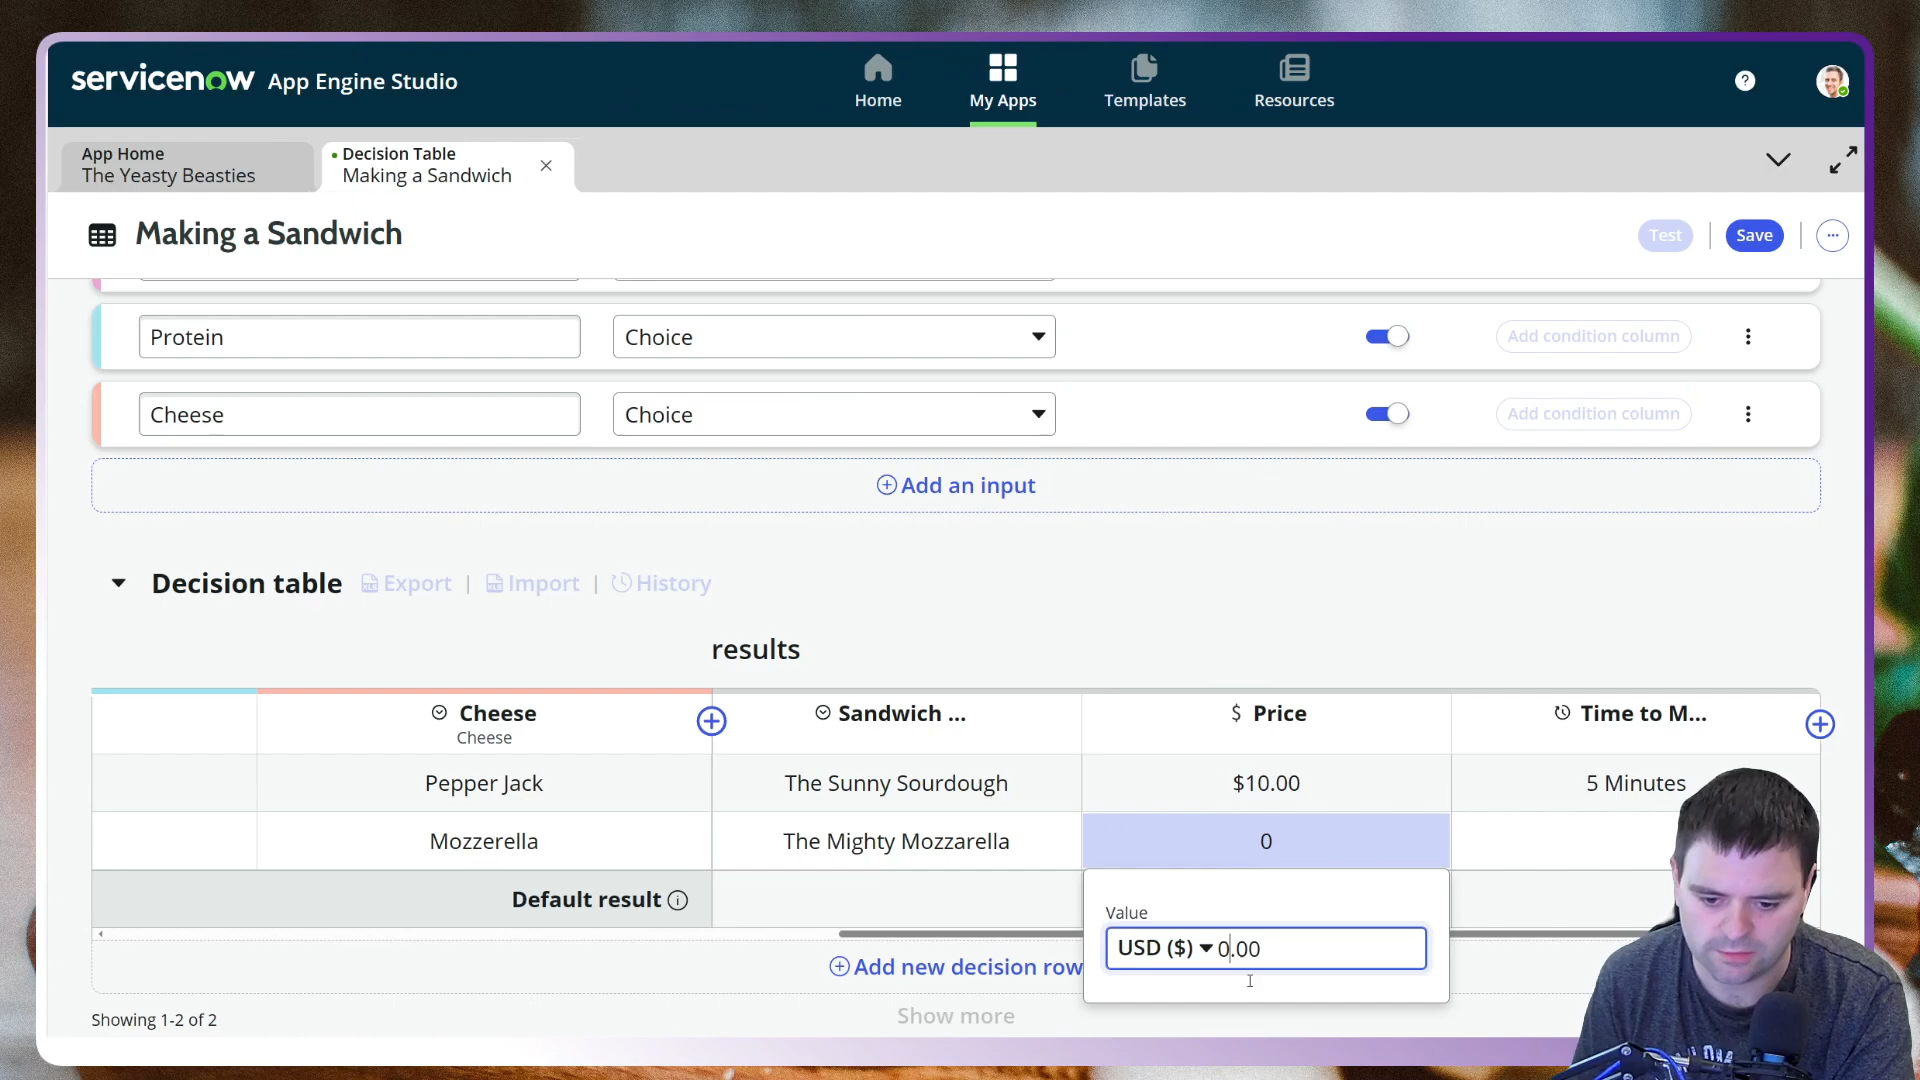 servicenow App Engine Studio
Home
My Apps
Templates
Resources
?
App Home
The Yeasty Beasties
Decision Table
Making a Sandwich
Making a Sandwich
Test
Save
Protein
Choice
Add condition column
Cheese
Choice
Add condition column
Add an input
Decision table
Export | Import | History
results
Cheese
Cheese
Sandwich ...
$ Price
Time to M...
Pepper Jack
The Sunny Sourdough
$10.00
5 Minutes
Mozzerella
The Mighty Mozzarella
0
Default result
Value
USD ($) 0.00
Add new decision row
Show more
Showing 1-2 of 2